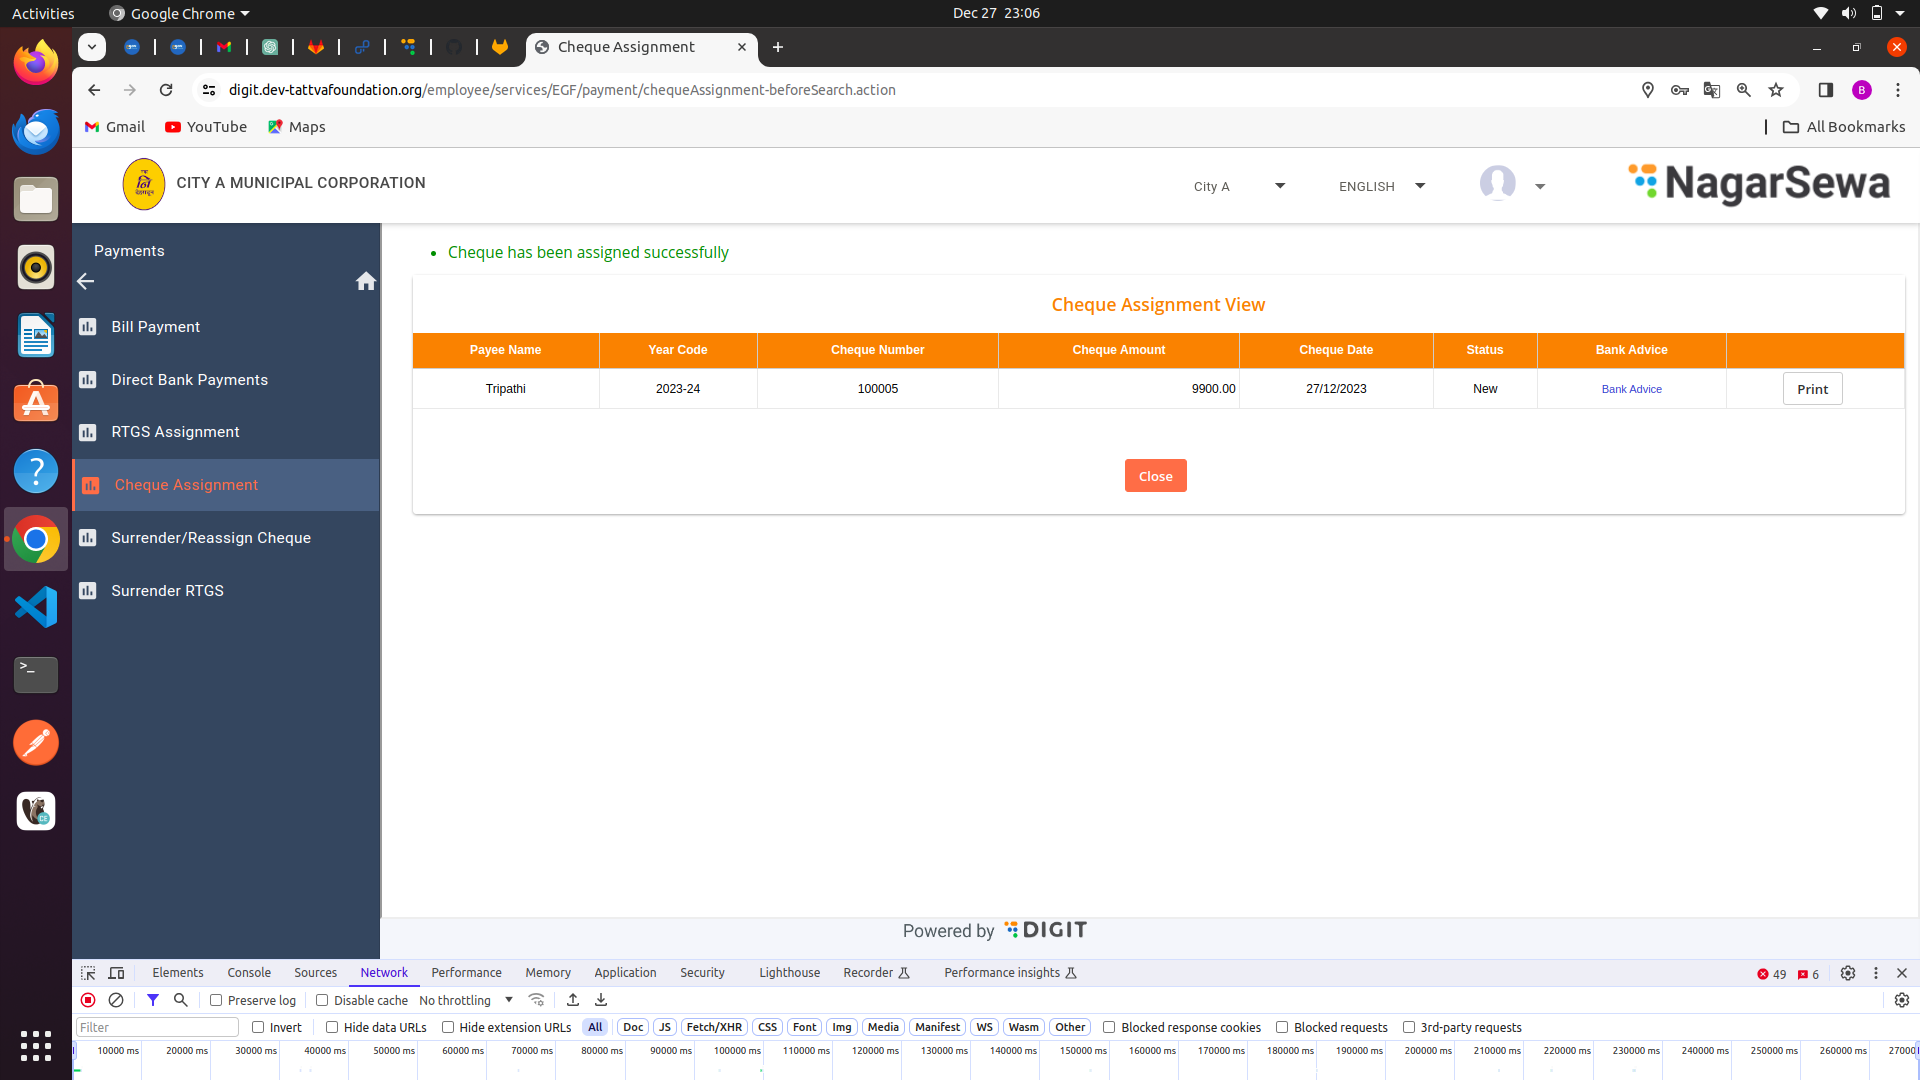 Activities
Google Chrome
Dec 27 23:06
Cheque Assignment
digit.dev-tattvafoundation.org/employee/services/EGF/payment/chequeAssignment-beforeSearch.action
B
Gmail YouTube Maps
All Bookmarks
CITY A MUNICIPAL CORPORATION
City A
ENGLISH
NagarSewa
Payments
Bill Payment
Direct Bank Payments
RTGS Assignment
Cheque Assignment
Surrender/Reassign Cheque
Surrender RTGS
• Cheque has been assigned successfully
Cheque Assignment View
Payee Name Year Code Cheque Number Cheque Amount Cheque Date Status Bank Advice
Tripathi 2023-24 100005 9900.00 27/12/2023 New Bank Advice Print
Close
Powered by DIGIT
Elements Console Sources Network Performance Memory Application Security Lighthouse Recorder Performance insights 49 6
Preserve log Disable cache No throttling
Filter Invert Hide data URLs Hide extension URLs All Doc JS Fetch/XHR CSS Font Img Media Manifest WS Wasm Other Blocked response cookies Blocked requests 3rd-party requests
10000 ms 20000 ms 30000 ms 40000 ms 50000 ms 60000 ms 70000 ms 80000 ms 90000 ms 100000 ms 110000 ms 120000 ms 130000 ms 140000 ms 150000 ms 160000 ms 170000 ms 180000 ms 190000 ms 200000 ms 210000 ms 220000 ms 230000 ms 240000 ms 250000 ms 260000 ms